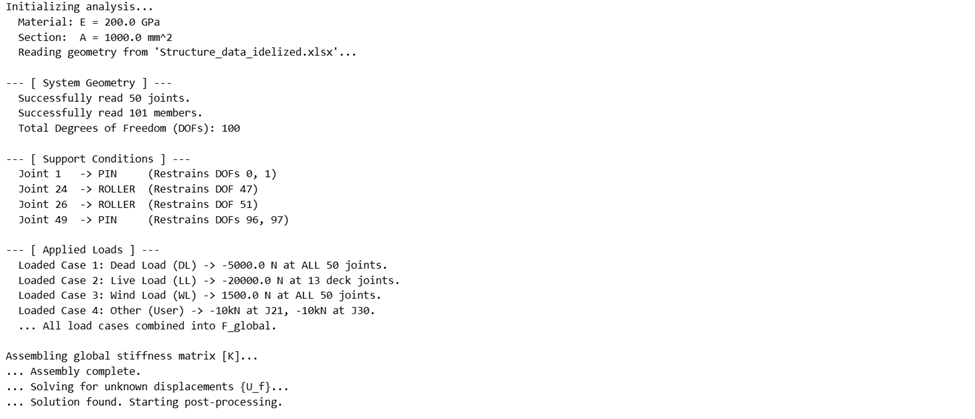 Initializing analysis...
Material: E = 200.0 GPa
Section:  A = 1000.0 mm^2
Reading geometry from 'Structure_data_idelized.xlsx'...
--- [ System Geometry ] ---
Successfully read 50 joints.
Successfully read 101 members.
Total Degrees of Freedom (DOFs): 100
--- [ Support Conditions ] ---
Joint 1   -> PIN     (Restrains DOFs 0, 1)
Joint 24  -> ROLLER  (Restrains DOF 47)
Joint 26  -> ROLLER  (Restrains DOF 51)
Joint 49  -> PIN     (Restrains DOFs 96, 97)
--- [ Applied Loads ] ---
Loaded Case 1: Dead Load (DL) -> -5000.0 N at ALL 50 joints.
Loaded Case 2: Live Load (LL) -> -20000.0 N at 13 deck joints.
Loaded Case 3: Wind Load (WL) -> 1500.0 N at ALL 50 joints.
Loaded Case 4: Other (User) -> -10kN at J21, -10kN at J30.
... All load cases combined into F_global.
Assembling global stiffness matrix [K]...
... Assembly complete.
... Solving for unknown displacements {U_f}...
... Solution found. Starting post-processing.